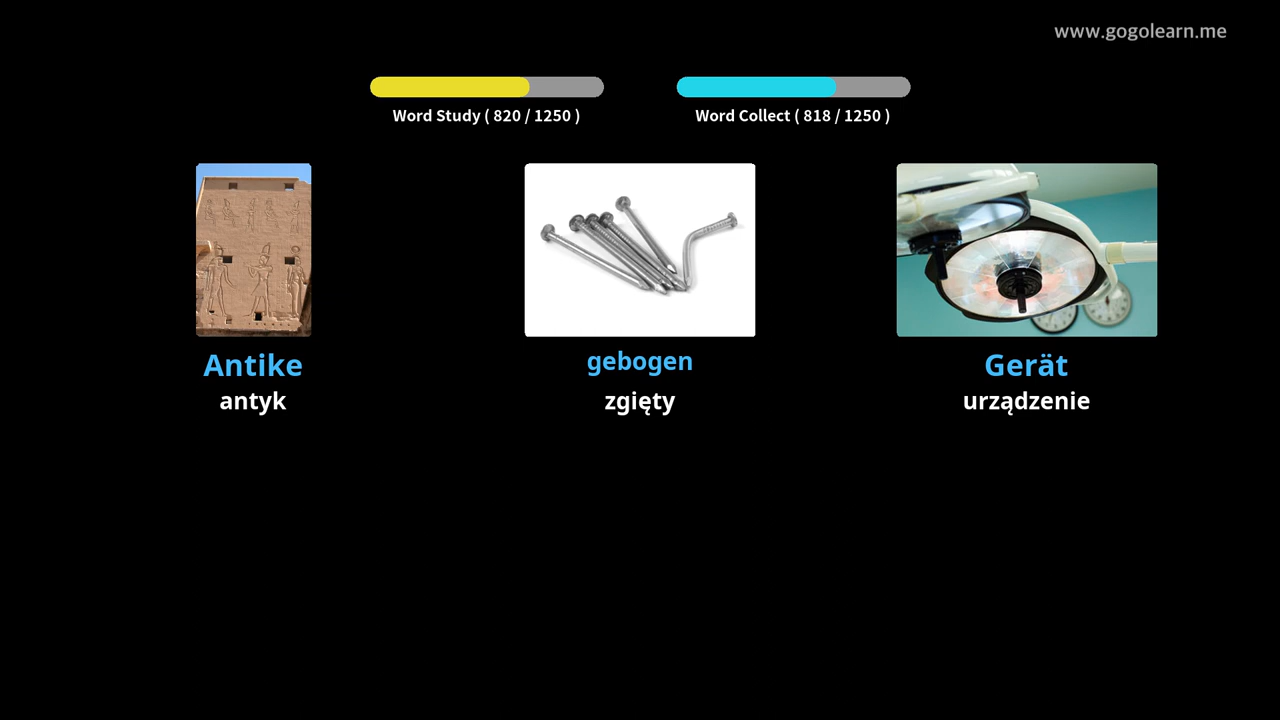 www.gogolearn.me
Word Study ( 820 / 1250 )
Word Collect ( 818 / 1250 )
Antike
antyk
gebogen
zgięty
Gerät
urządzenie